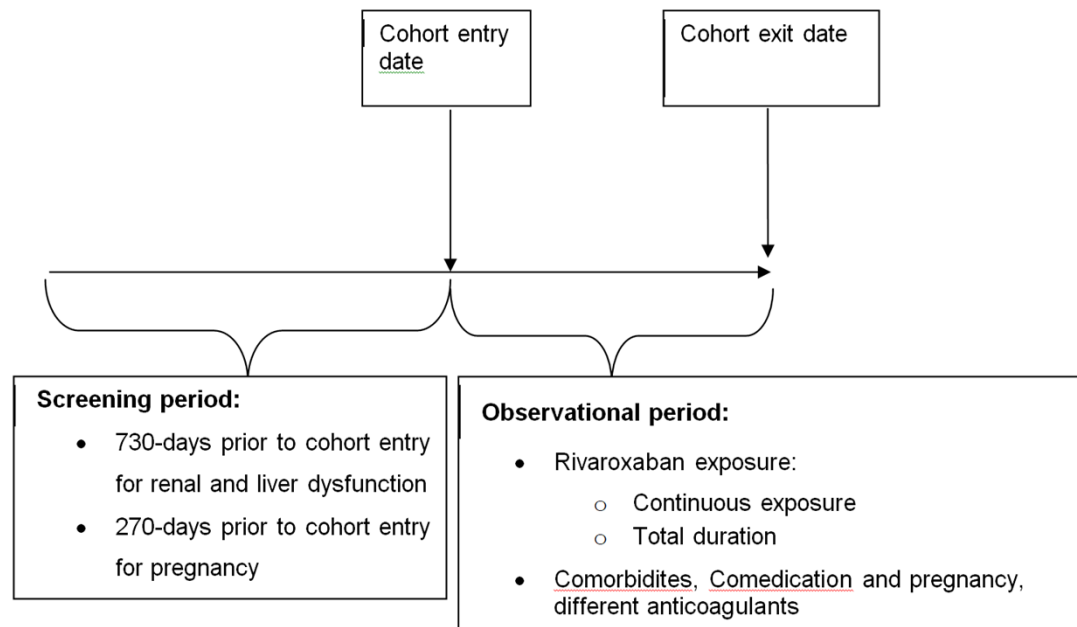 Cohort entry
date
Cohort exit date
Screening period:
• 730-days prior to cohort entry
for renal and liver dysfunction
• 270-days prior to cohort entry
for pregnancy
Observational period:
• Rivaroxaban exposure:
o Continuous exposure
o Total duration
• Comorbidites, Comedication and pregnancy,
different anticoagulants